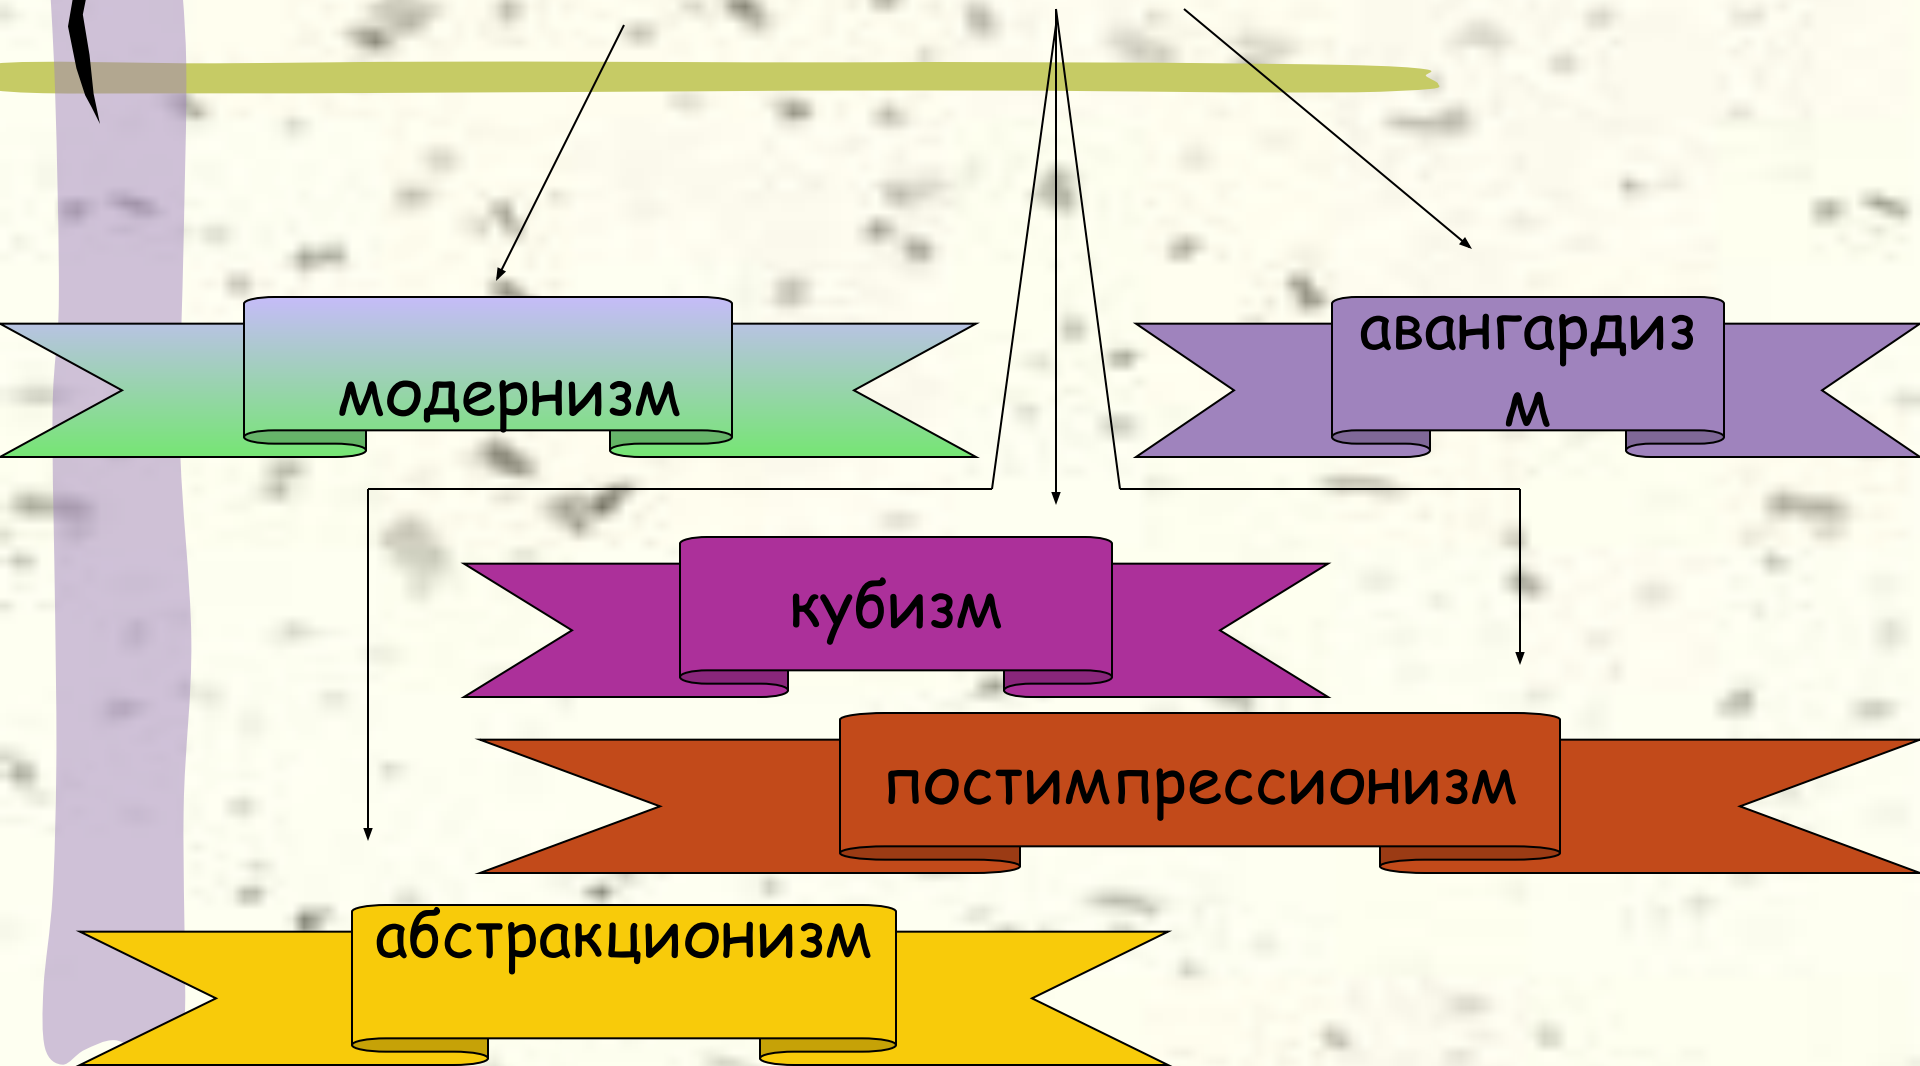 модернизм
авангардиз
м
кубизм
постимпрессионизм
абстракционизм